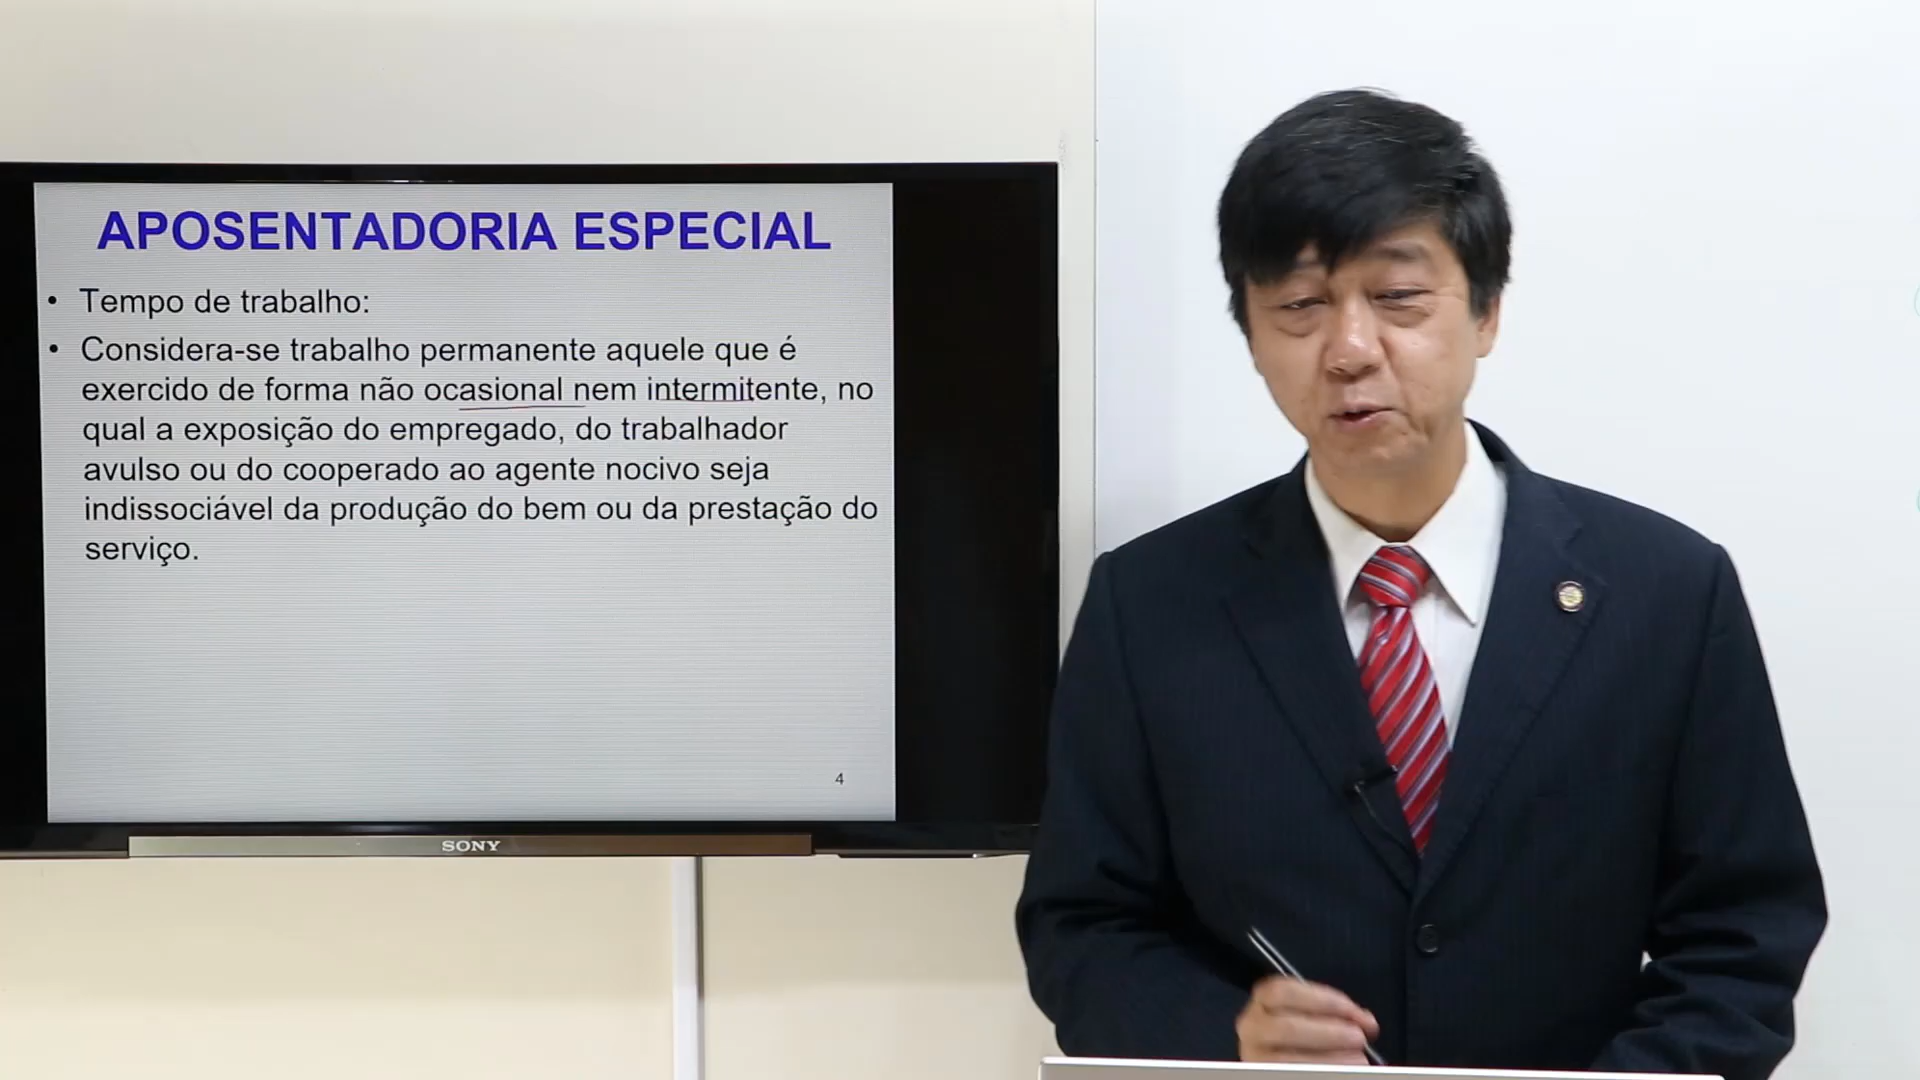 APOSENTADORIA ESPECIAL
• Tempo de trabalho:
• Considera-se trabalho permanente aquele que é
exercido de forma não ocasional nem intermitente, no
qual a exposição do empregado, do trabalhador
avulso ou do cooperado ao agente nocivo seja
indissociável da produção do bem ou da prestação do
serviço.
4
SONY